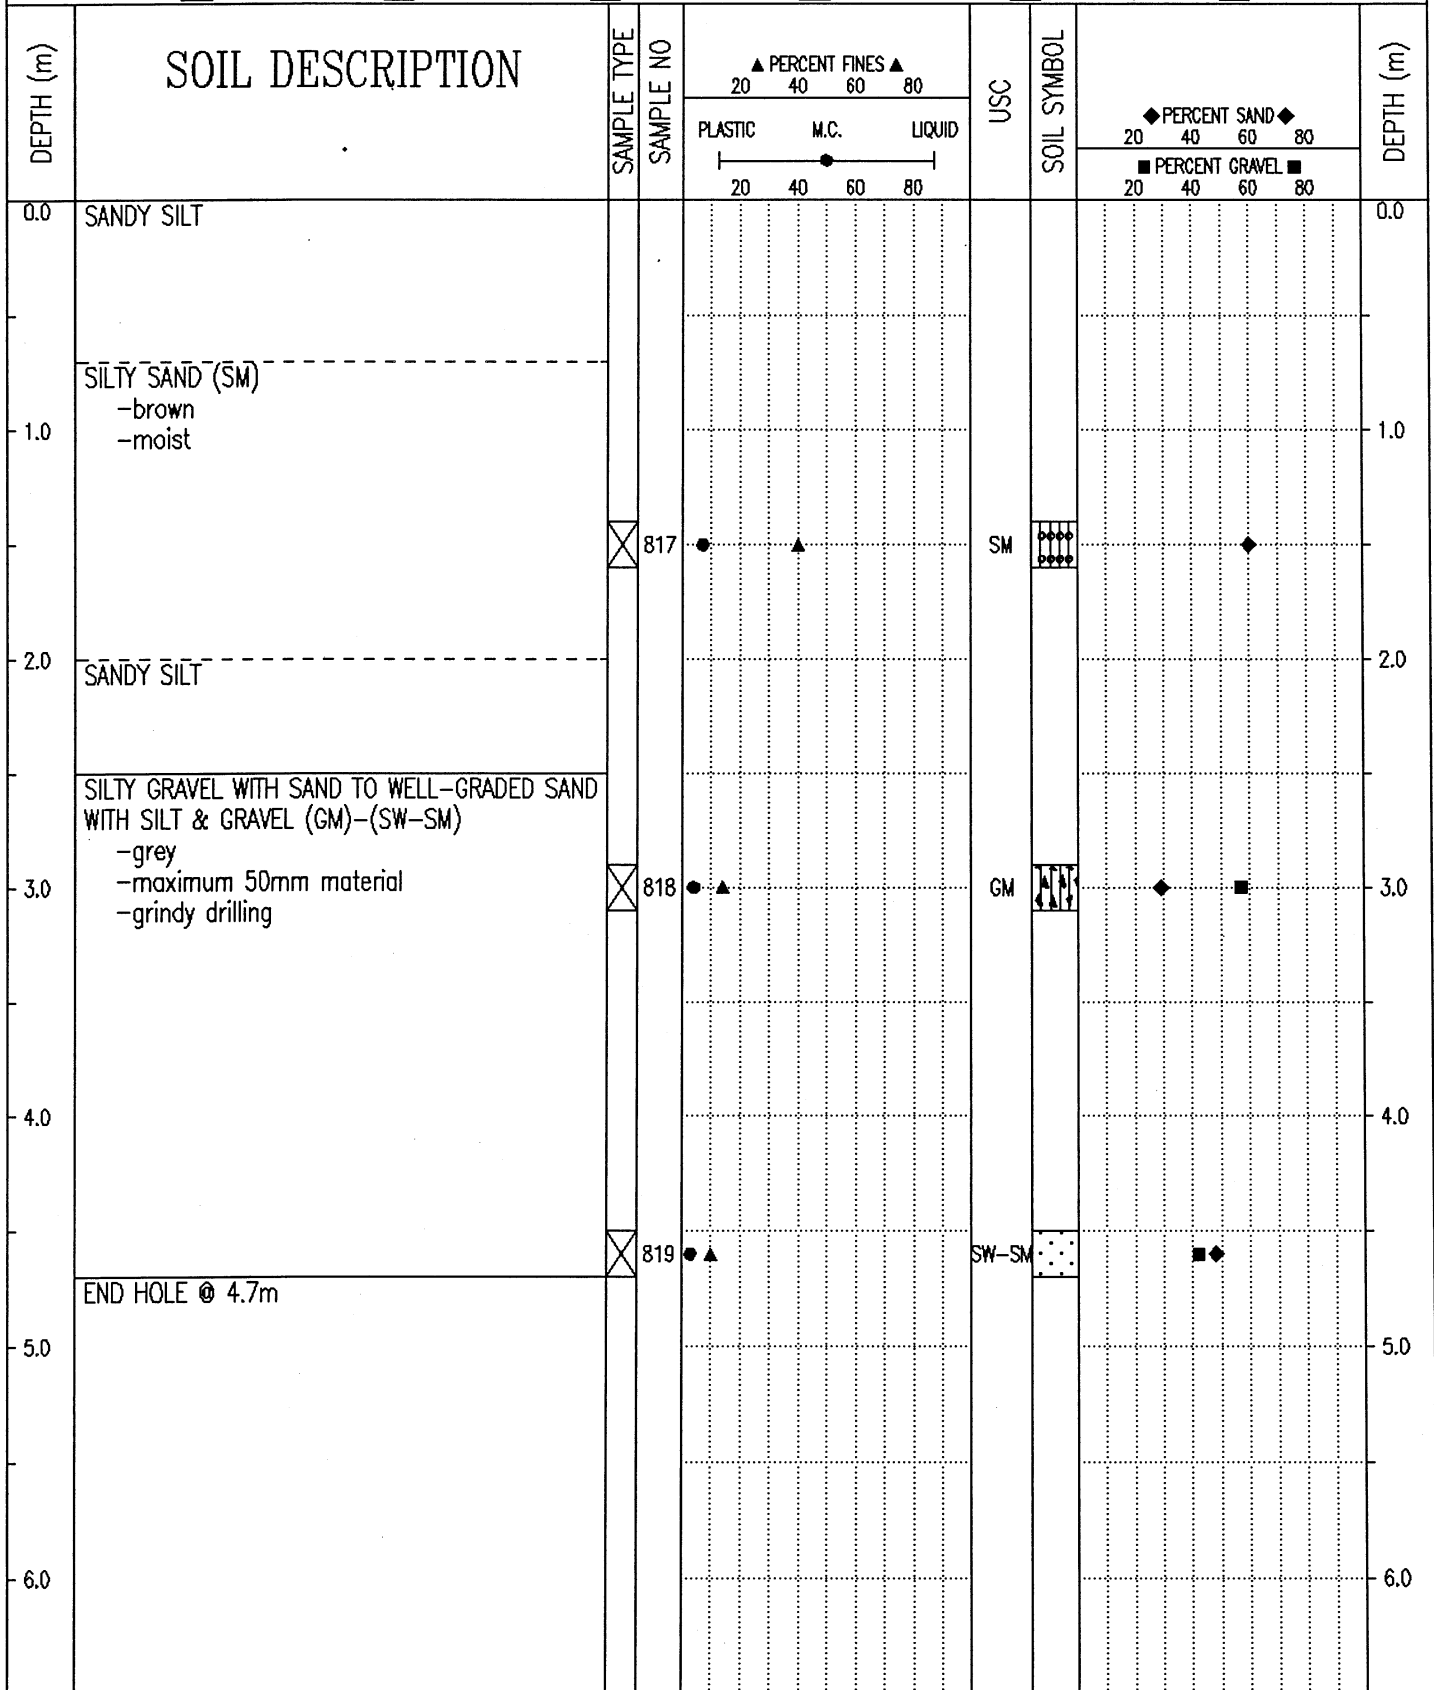 DEPTH (m)
SOIL DESCRIPTION
SAMPLE TYPE
SAMPLE NO
▲ PERCENT FINES ▲
20 40 60 80
PLASTIC M.C. LIQUID
20 40 60 80
USC
SOIL SYMBOL
◆PERCENT SAND◆
20 40 60 80
■ PERCENT GRAVEL ■
20 40 60 80
DEPTH (m)
0.0 SANDY SILT 0.0
SILTY SAND (SM)
-brown
1.0 -moist 1.0
817 SM
2.0 SANDY SILT 2.0
SILTY GRAVEL WITH SAND TO WELL-GRADED SAND
WITH SILT & GRAVEL (GM)-(SW-SM)
-grey
3.0 -maximum 50mm material 818 GM 3.0
-grindy drilling
4.0 4.0
819 SW-SM
END HOLE @ 4.7m
5.0 5.0
6.0 6.0